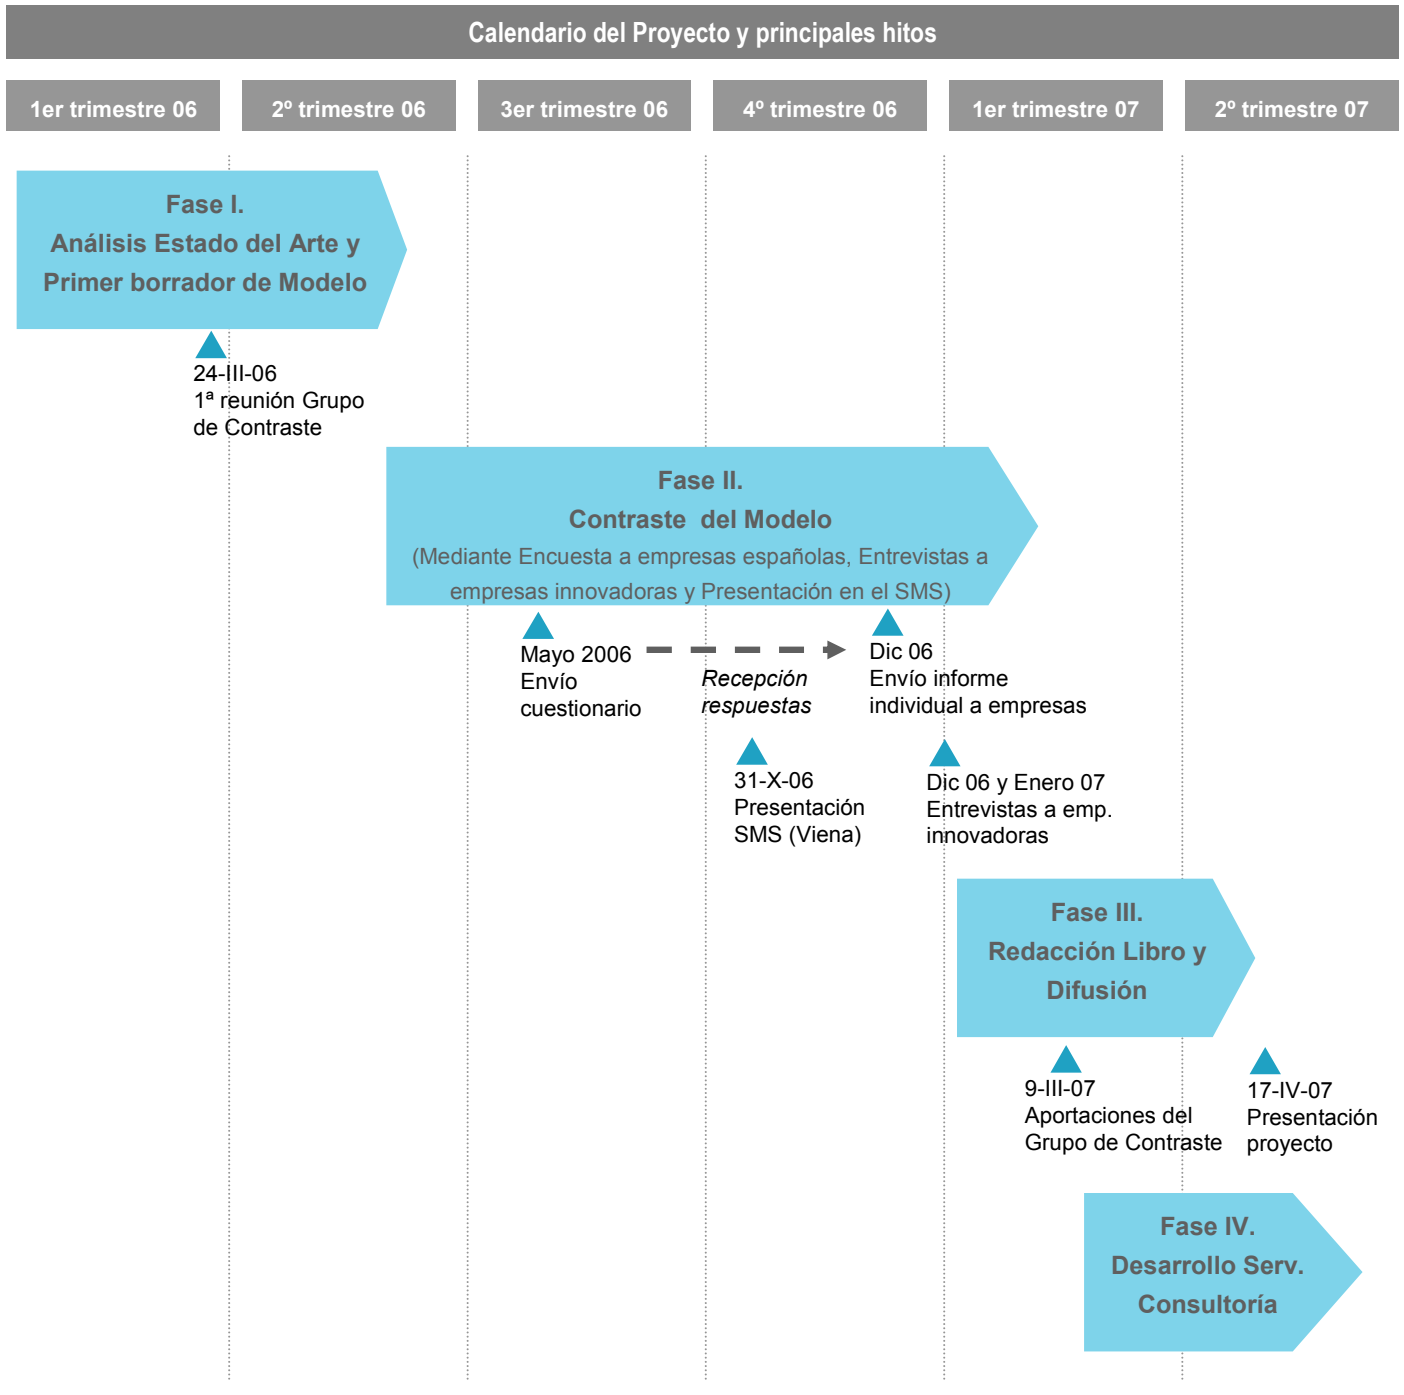 Calendario del Proyecto y principales hitos
1er trimestre 06
2º trimestre 06
3er trimestre 06
4º trimestre 06
1er trimestre 07
2º trimestre 07
Fase I.
Análisis Estado del Arte y
Primer borrador de Modelo
24-III-06
1ª reunión Grupo
de Contraste
Fase II.
Contraste del Modelo
(Mediante Encuesta a empresas españolas, Entrevistas a
empresas innovadoras y Presentación en el SMS)
Mayo 2006
Envío
cuestionario
Recepción
respuestas
Dic 06
Envío informe
individual a empresas
31-X-06
Presentación
SMS (Viena)
Dic 06 y Enero 07
Entrevistas a emp.
innovadoras
Fase III.
Redacción Libro y
Difusión
9-III-07
Aportaciones del
Grupo de Contraste
17-IV-07
Presentación
proyecto
Fase IV.
Desarrollo Serv.
Consultoría